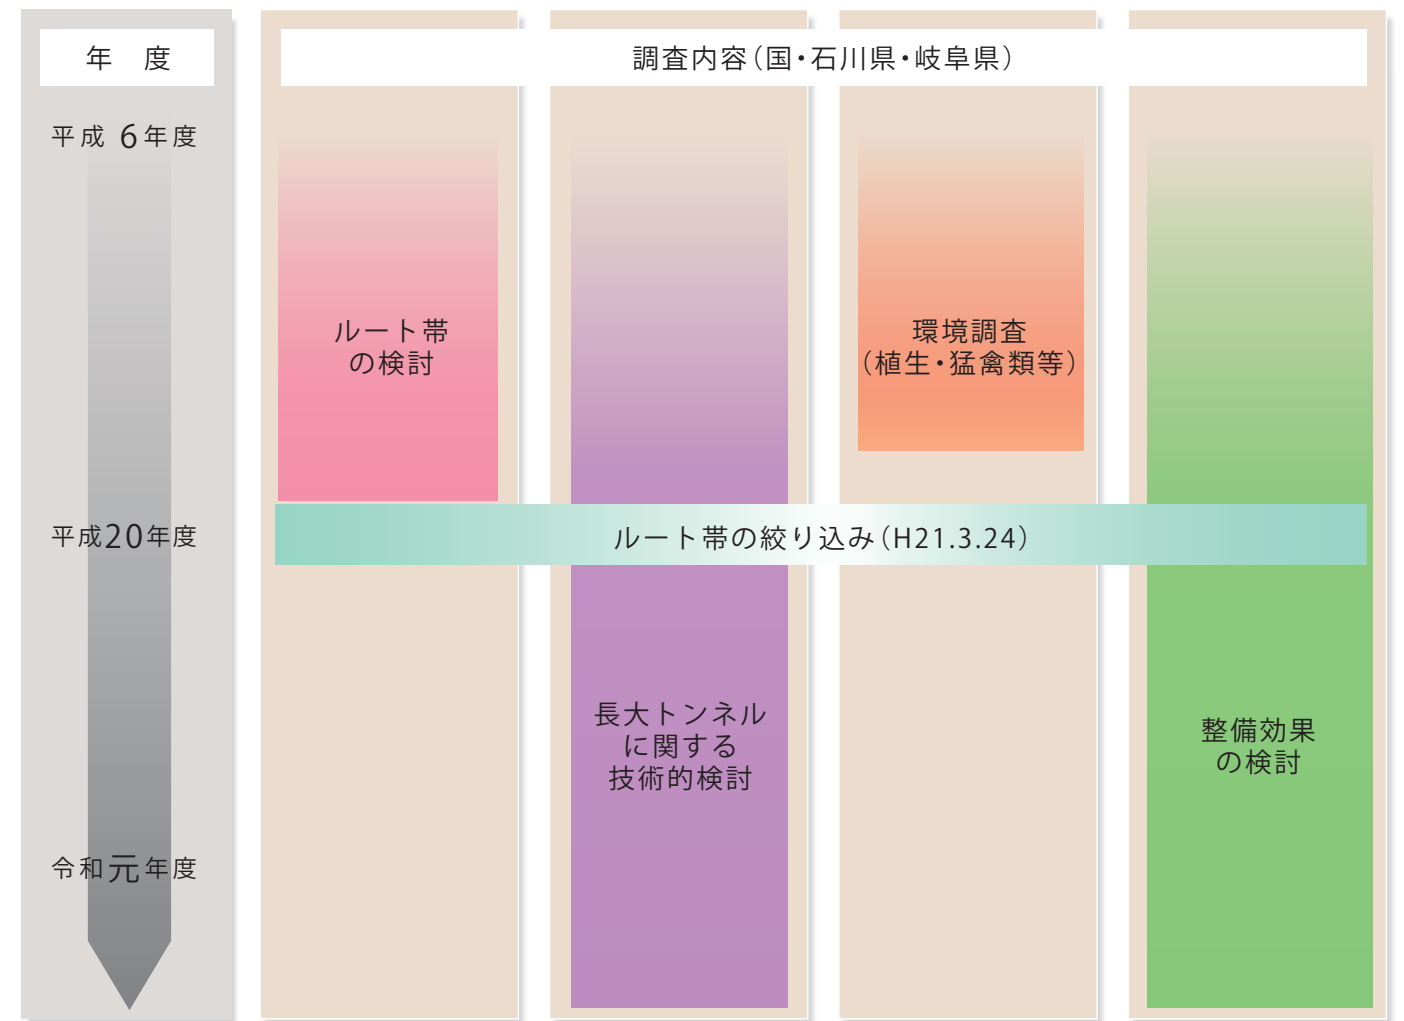 年　度
調査内容（国・石川県・岐阜県）
平成 6年度
ルート帯
の検討
環境調査
（植生・猛禽類等）
平成20年度
ルート帯の絞り込み（H21.3.24）
長大トンネル
に関する
技術的検討
整備効果
の検討
令和元年度